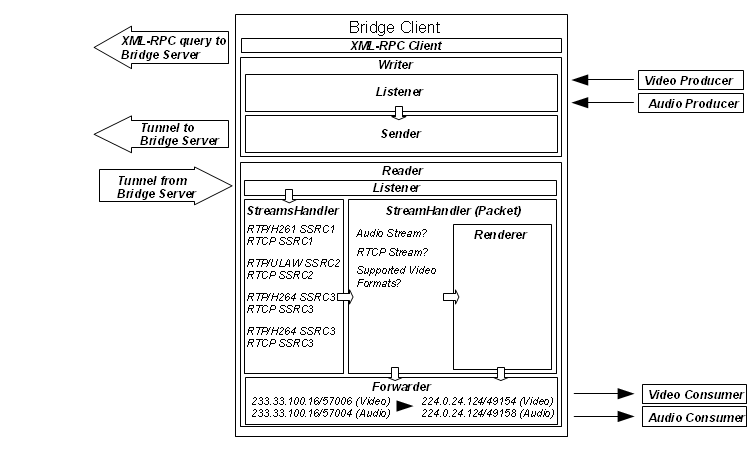 Bridge Client
XML-RPC query to
Bridge Server
XML-RPC Client
Writer
Listener
Video Producer
Audio Producer
Tunnel to
Bridge Server
Sender
Reader
Tunnel from
Bridge Server
Listener
StreamsHandler
RTP/H261 SSRC1
RTCP SSRC1
RTP/ULAW SSRC2
RTCP SSRC2
RTP/H264 SSRC3
RTCP SSRC3
RTP/H264 SSRC3
RTCP SSRC3
StreamHandler (Packet)
Audio Stream?
RTCP Stream?
Supported Video
Formats?
Renderer
Forwarder
233.33.100.16/57006 (Video)
233.33.100.16/57004 (Audio)
224.0.24.124/49154 (Video)
224.0.24.124/49158 (Audio)
Video Consumer
Audio Consumer